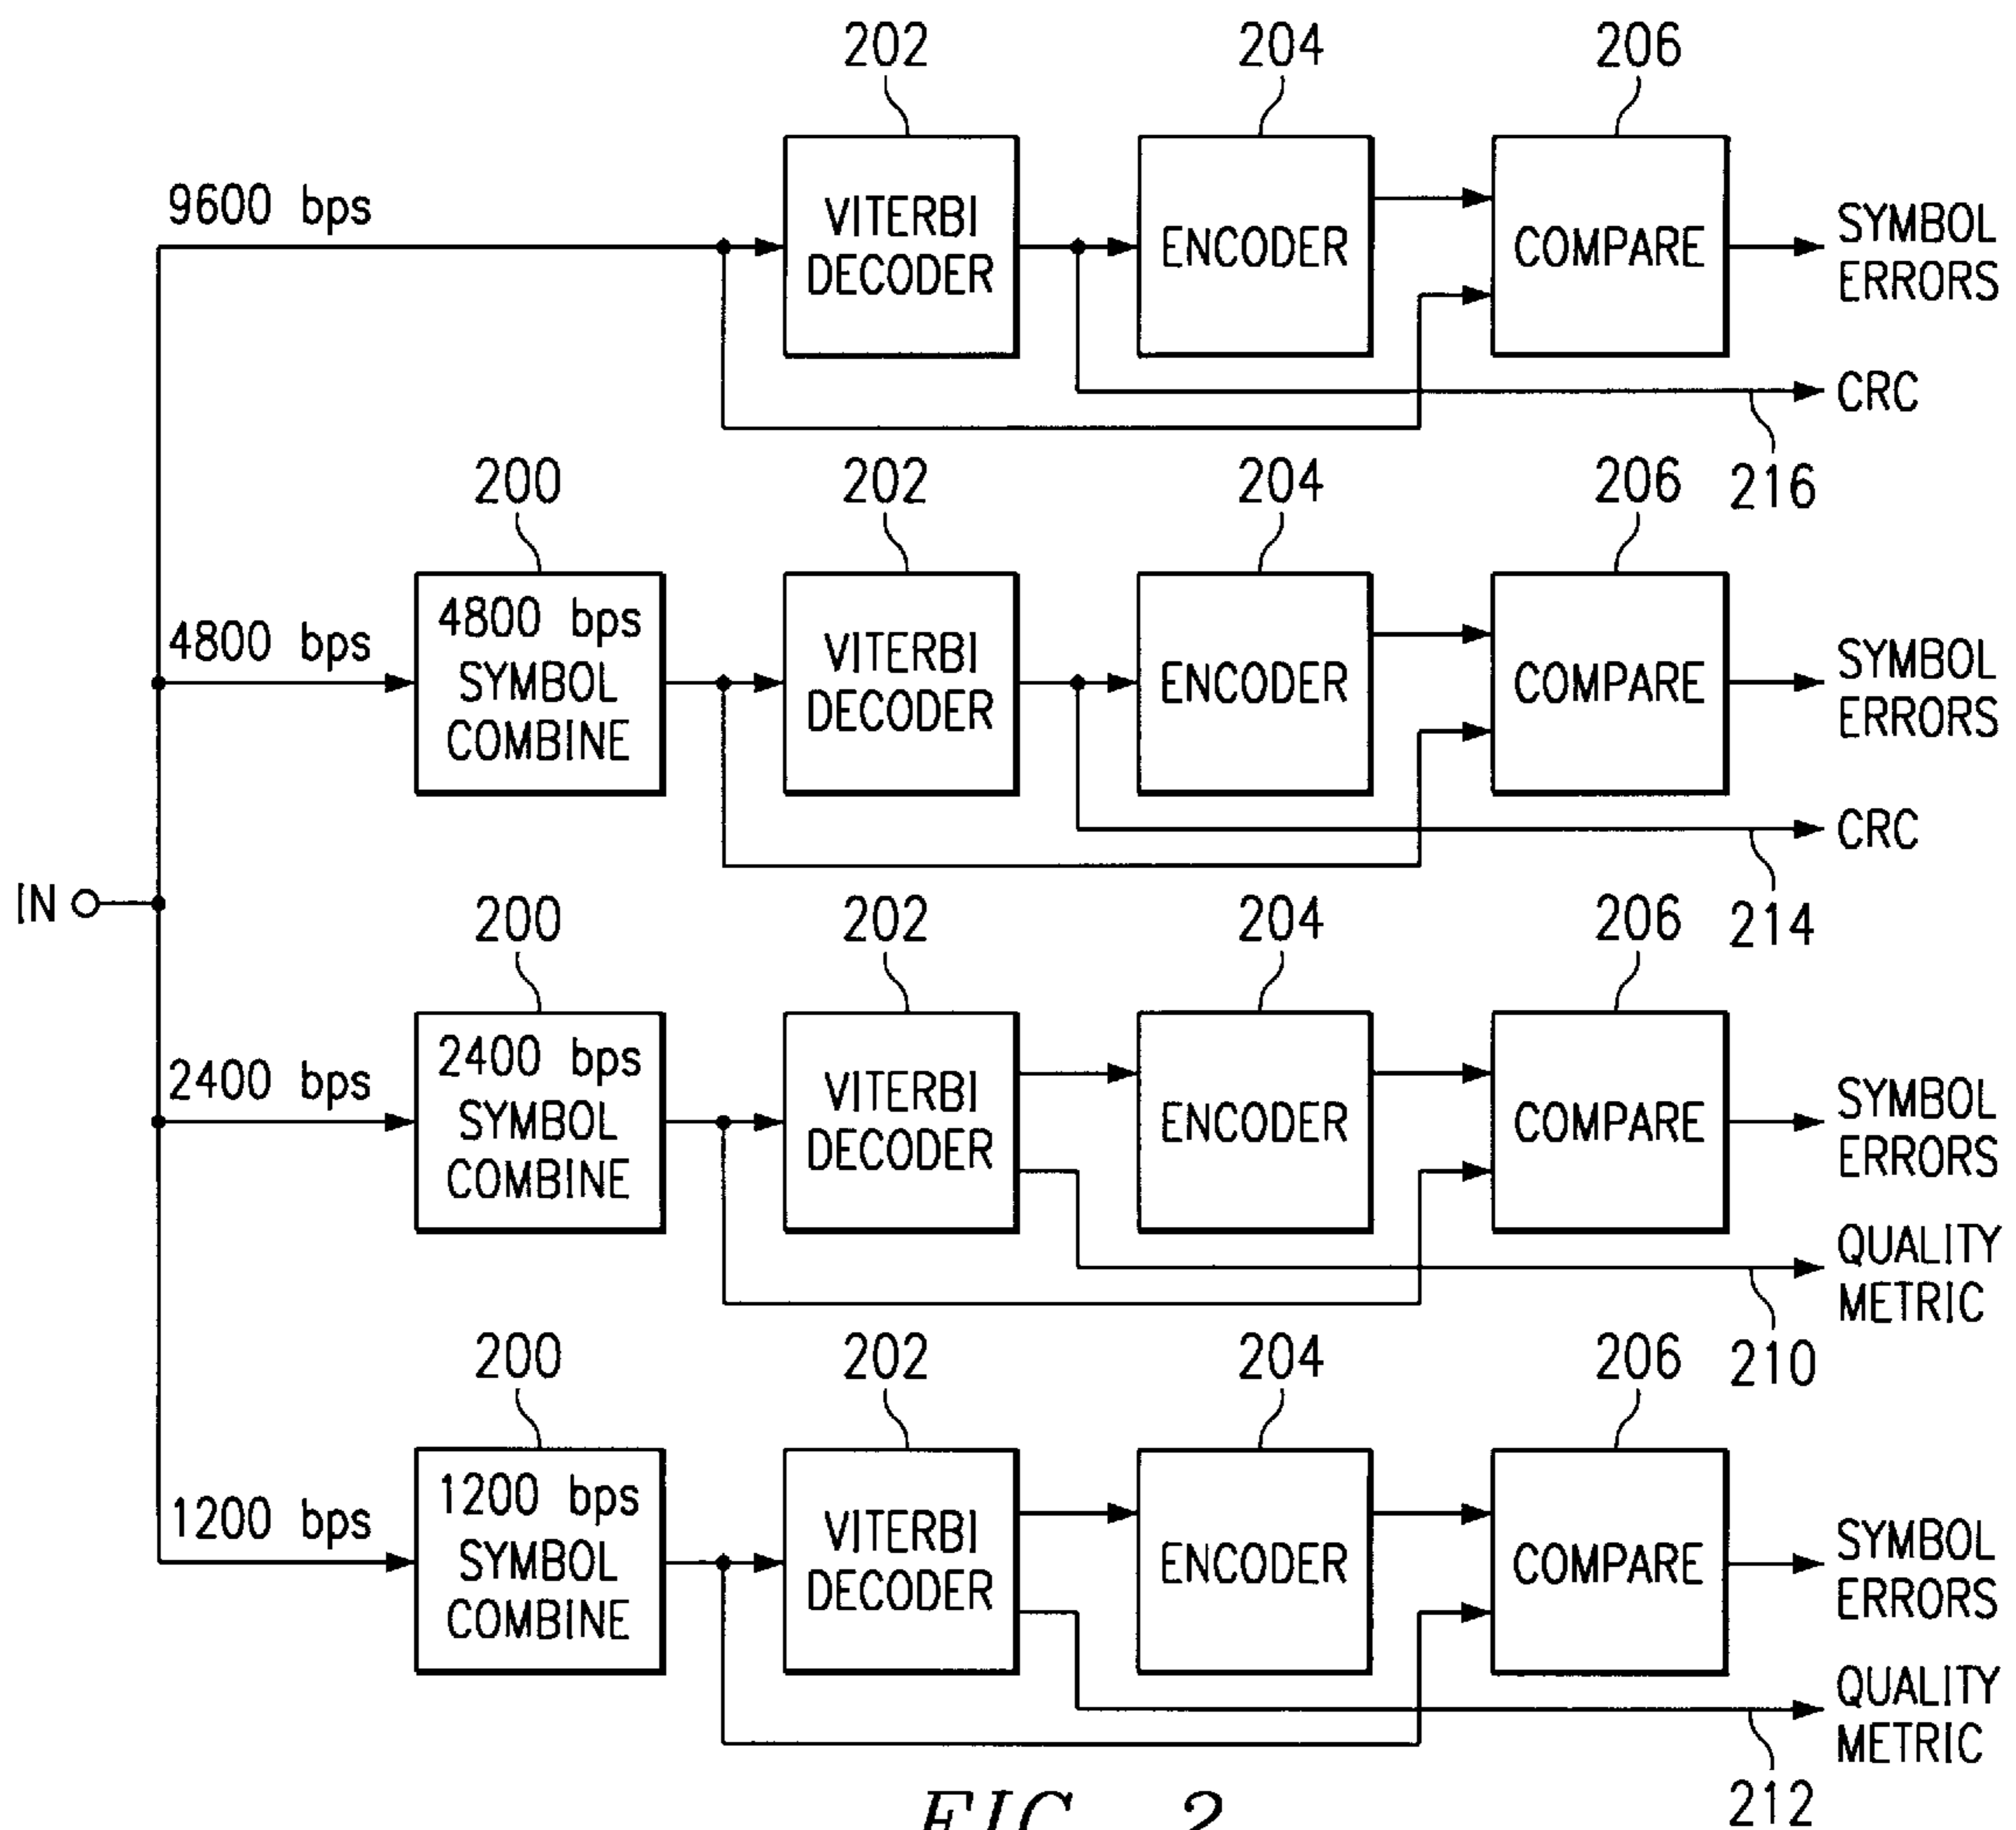 202
204
206
9600 bps
VITERBI
DECODER
ENCODER
COMPARE
SYMBOL
ERRORS
CRC
216
200
202
204
206
4800 bps
4800 bps
SYMBOL
COMBINE
VITERBI
DECODER
ENCODER
COMPARE
SYMBOL
ERRORS
CRC
214
IN
200
202
204
206
2400 bps
2400 bps
SYMBOL
COMBINE
VITERBI
DECODER
ENCODER
COMPARE
SYMBOL
ERRORS
QUALITY
METRIC
210
200
202
204
206
1200 bps
1200 bps
SYMBOL
COMBINE
VITERBI
DECODER
ENCODER
COMPARE
SYMBOL
ERRORS
QUALITY
METRIC
212
FIG. 2